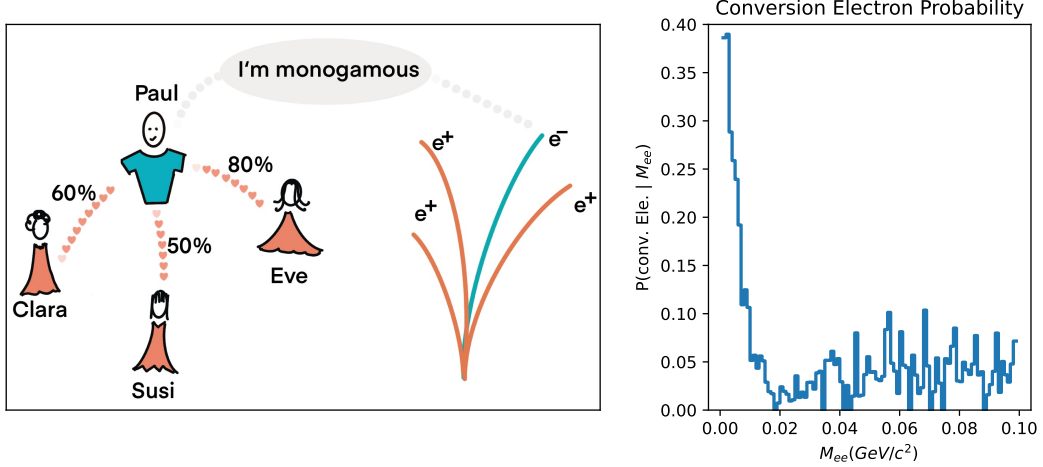 I'm monogamous
Paul
60%
80%
50%
Clara
Eve
Susi
e+
e−
e+
e+
Conversion Electron Probability
P(conv. Ele. | Mee)
0.40
0.35
0.30
0.25
0.20
0.15
0.10
0.05
0.00
0.00 0.02 0.04 0.06 0.08 0.10
Mee(GeV/c²)